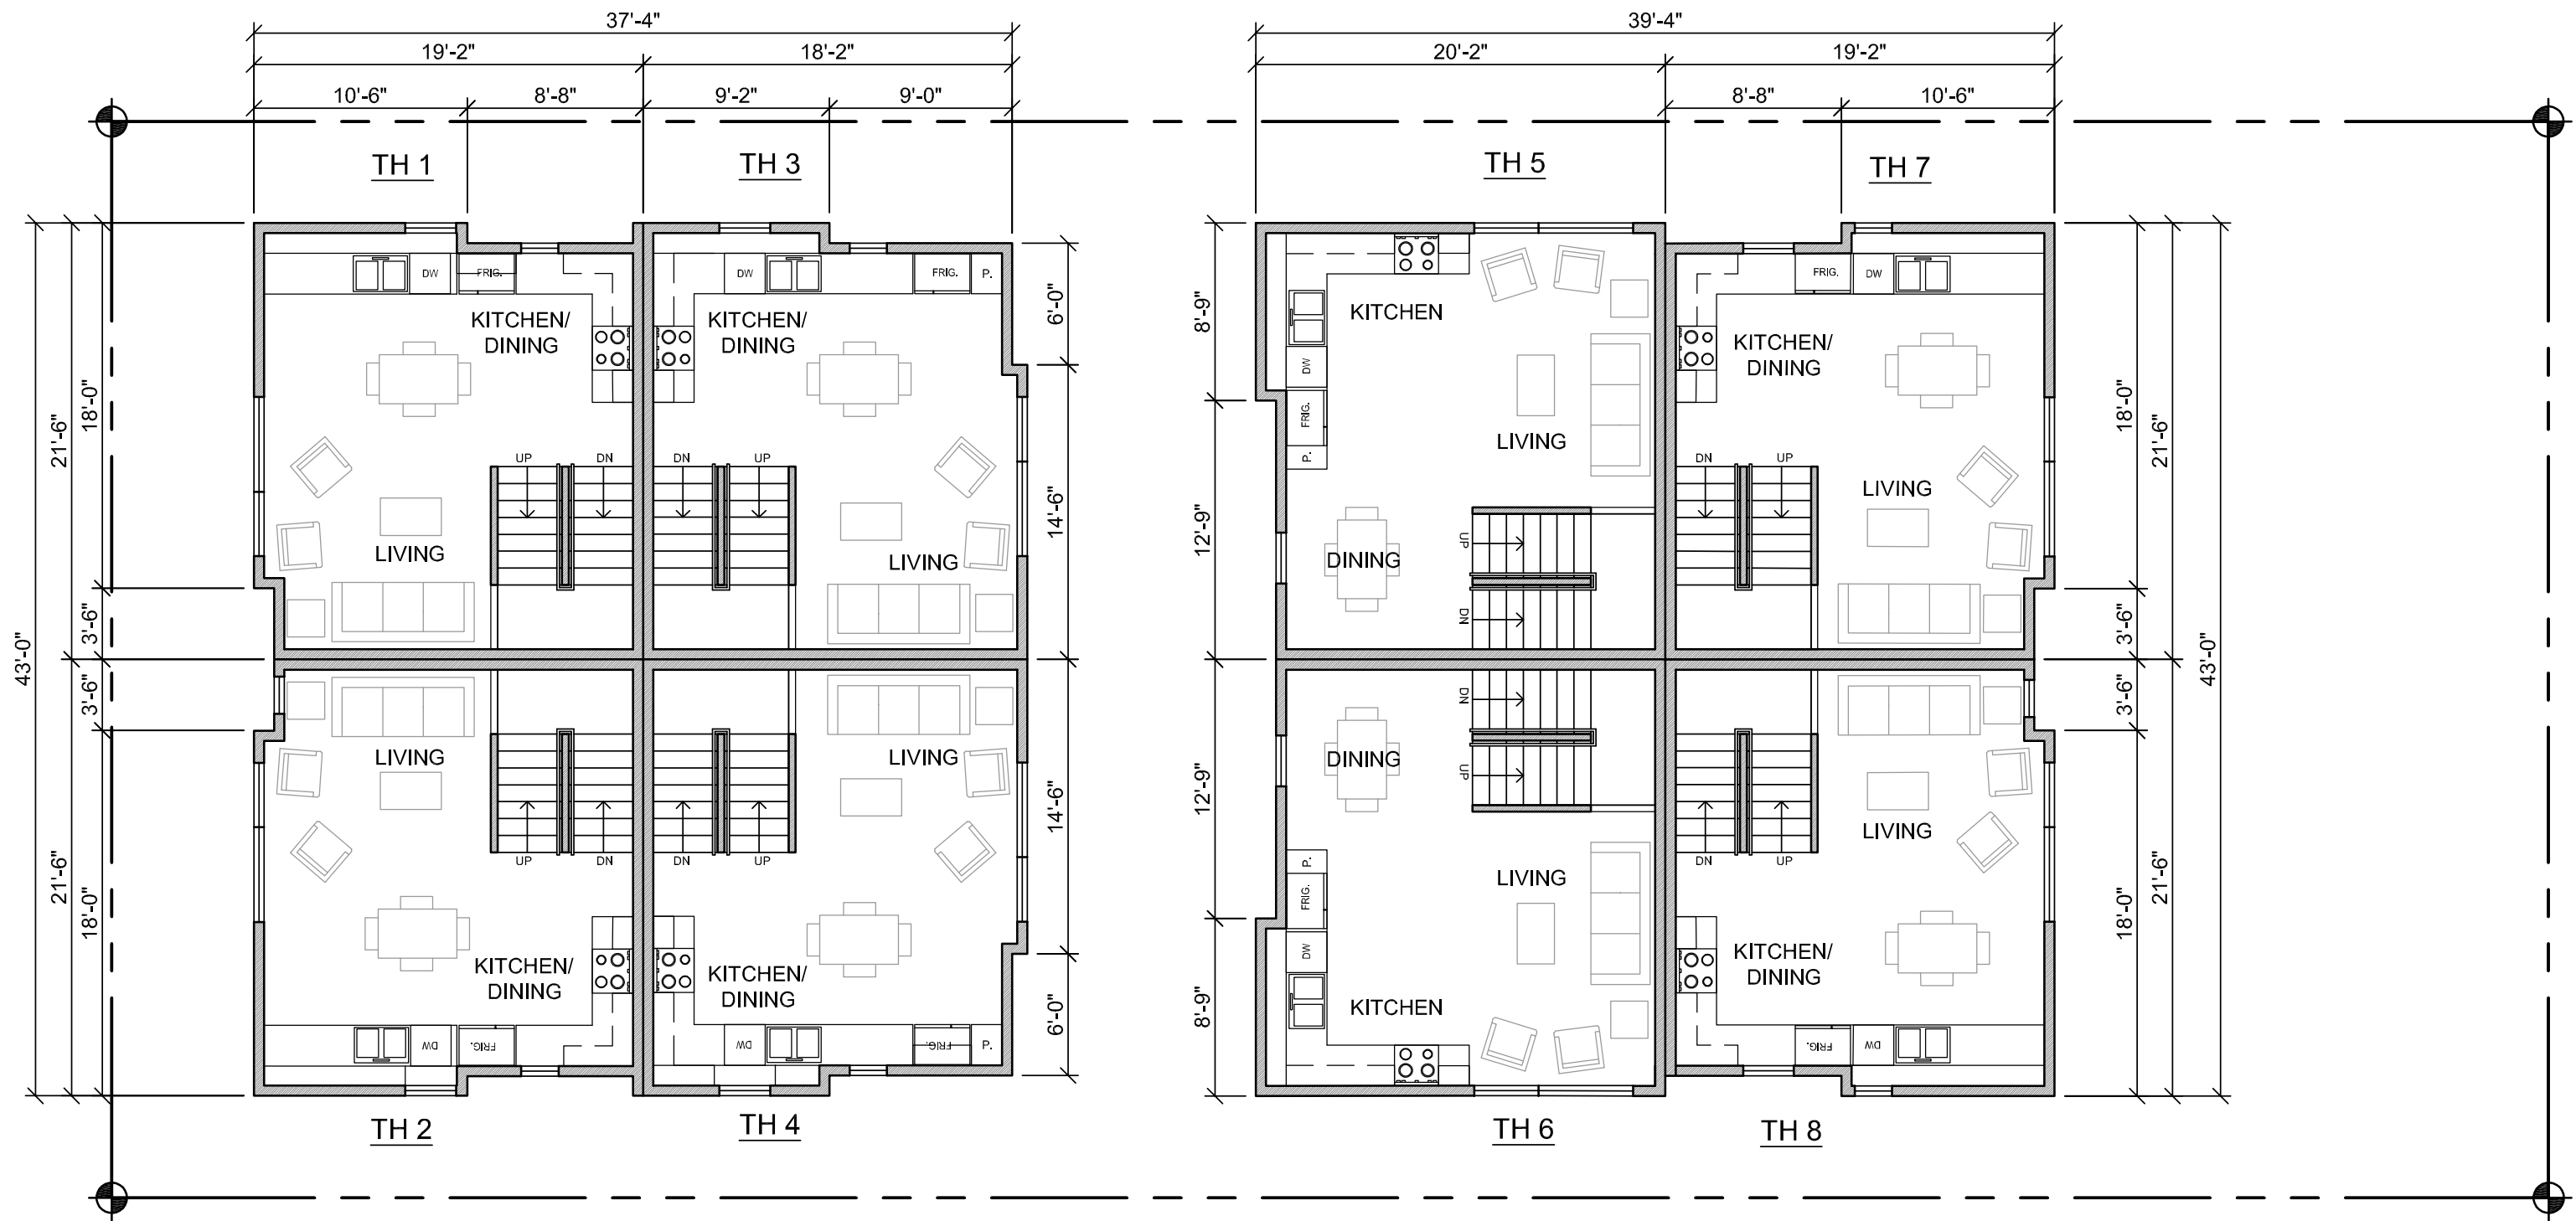 37'-4"
39'-4"
19'-2"
18'-2"
20'-2"
19'-2"
10'-6"
8'-8"
9'-2"
9'-0"
8'-8"
10'-6"
TH 1
TH 3
TH 5
TH 7
DW
FRIG.
DW
FRIG.
P.
FRIG.
DW
KITCHEN/
DINING
KITCHEN/
DINING
6'-0"
8'-9"
KITCHEN
KITCHEN/
DINING
DW
18'-0"
21'-6"
FRIG.
P.
LIVING
18'-0"
21'-6"
UP
DN
DN
UP
DN
UP
LIVING
14'-6"
12'-9"
UP
LIVING
LIVING
DINING
DN
3'-6"
43'-0"
3'-6"
43'-0"
3'-6"
3'-6"
DN
LIVING
LIVING
DINING
UP
14'-6"
12'-9"
LIVING
UP
DN
DN
UP
P.
FRIG.
LIVING
DN
UP
21'-6"
18'-0"
21'-6"
18'-0"
DW
KITCHEN/
DINING
KITCHEN/
DINING
6'-0"
8'-9"
KITCHEN
KITCHEN/
DINING
DW
FRIG.
DW
FRIG.
P.
FRIG.
DW
TH 2
TH 4
TH 6
TH 8